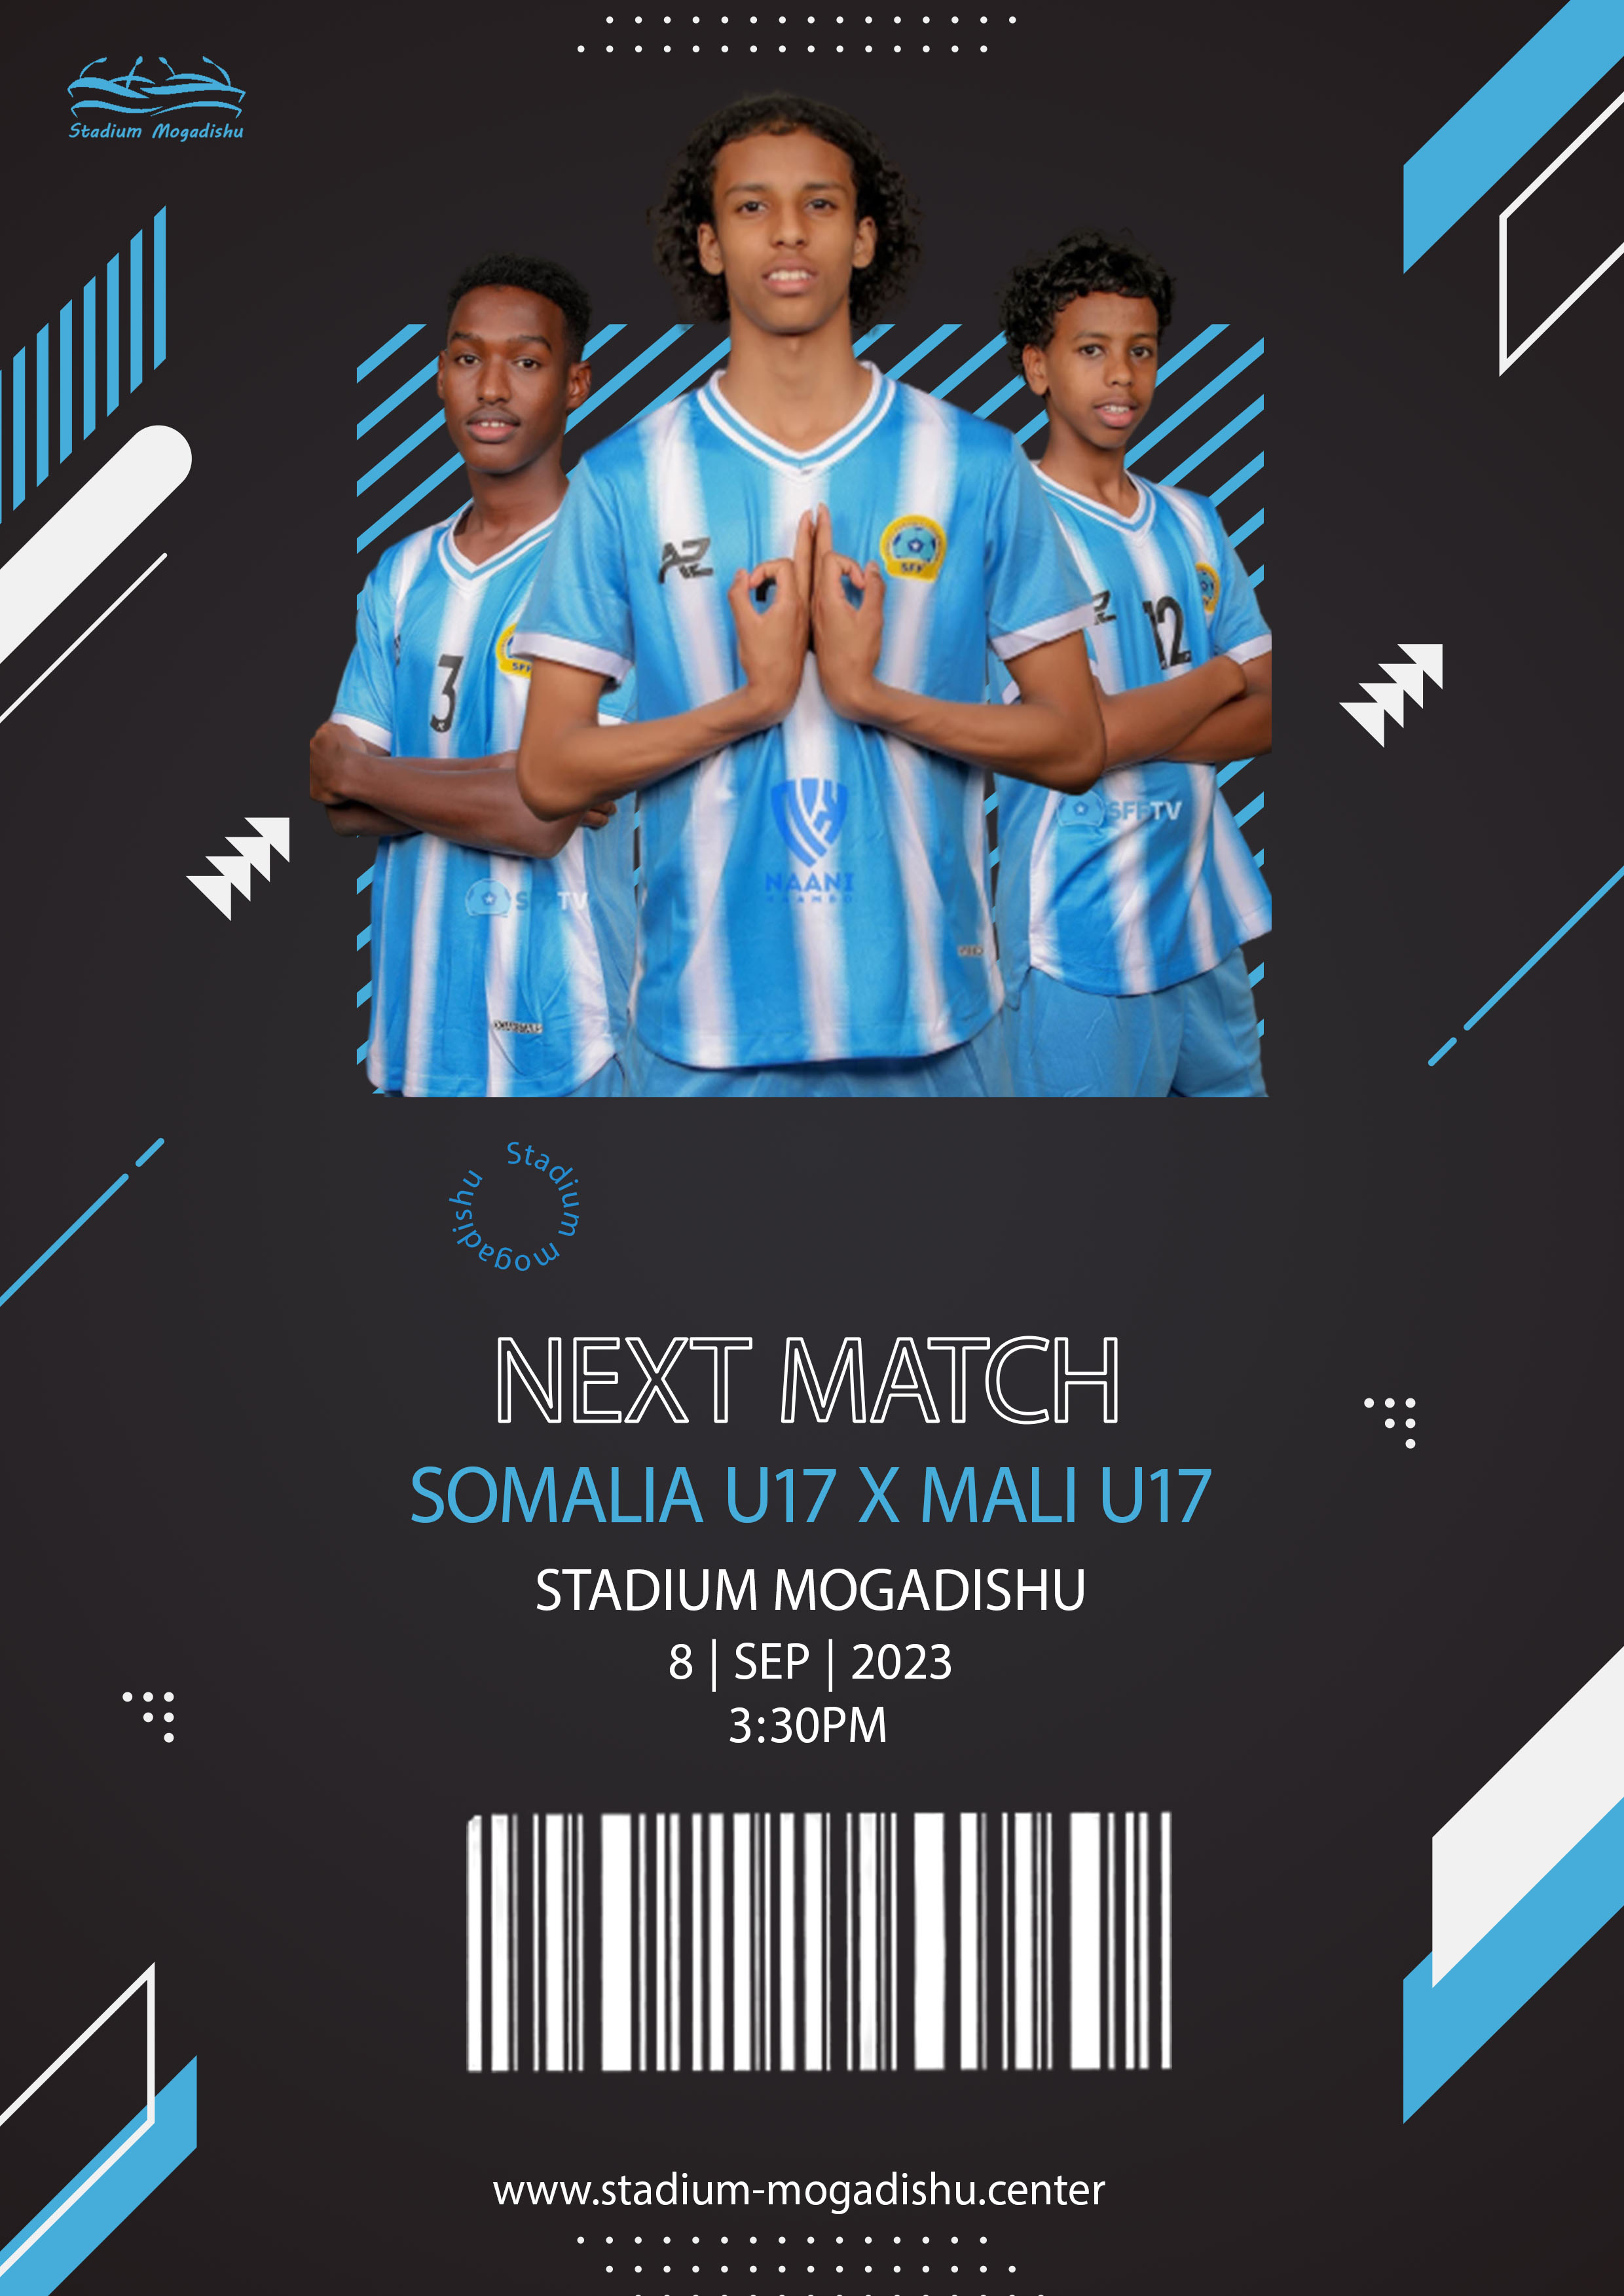 Stadium Mogadishu
AZ
SFF
3
SFF
12
NAANI
SFFTV
SFFTV
Stadium mogadishu
NEXT MATCH
SOMALIA U17 X MALI U17
STADIUM MOGADISHU
8 | SEP | 2023
3:30PM
www.stadium-mogadishu.center